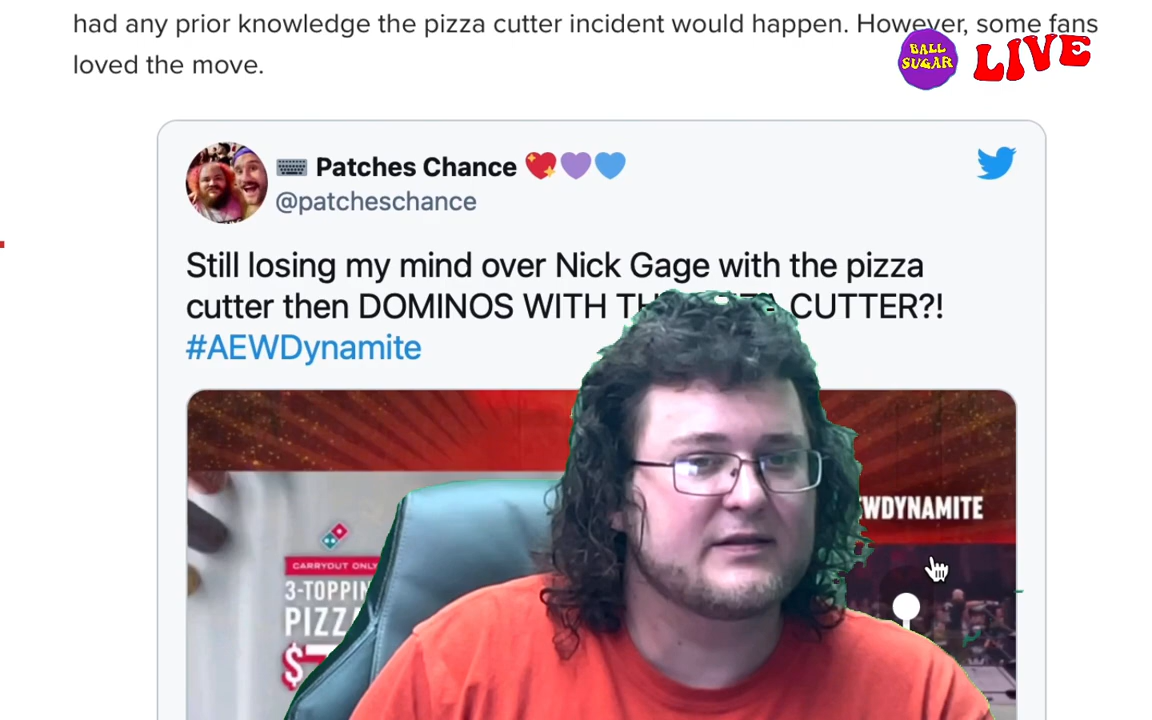 had any prior knowledge the pizza cutter incident would happen. However, some fans
loved the move.
BALL
SUGAR
LIVE
Patches Chance
@patcheschance
Still losing my mind over Nick Gage with the pizza
cutter then DOMINOS WITH CUTTER?!
#AEWDynamite
WDYNAMITE
CARRYOUT ONLY
3-TOPPIN
PIZZA
$